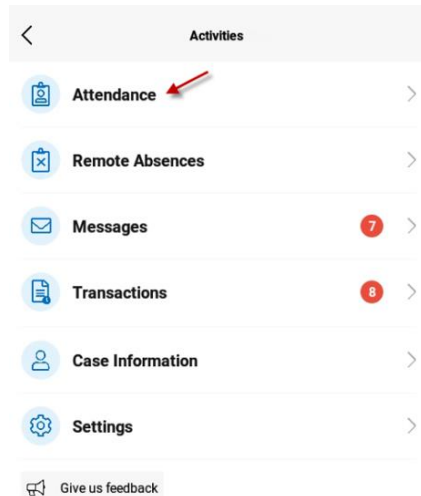 Activities
Attendance
Remote Absences
Messages 7
Transactions 8
Case Information
Settings
Give us feedback